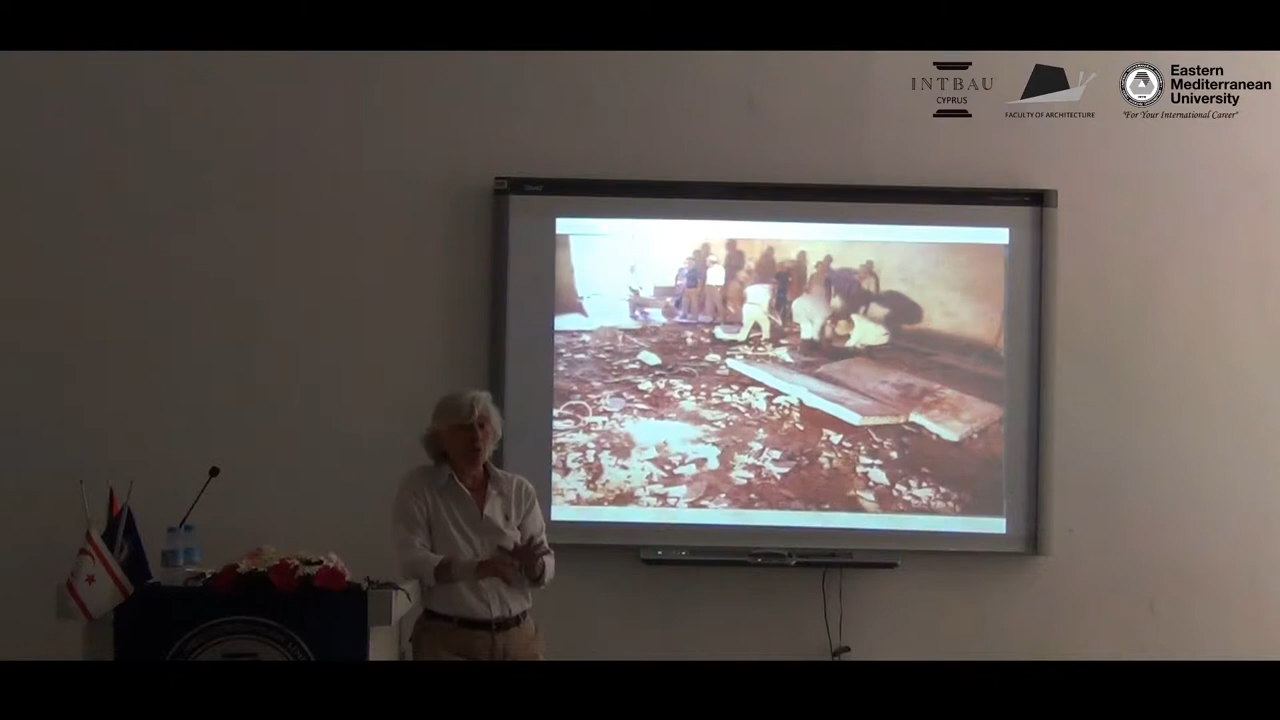 INTBAU
CYPRUS
FACULTY OF ARCHITECTURE
Eastern
Mediterranean
University
"For Your International Career"